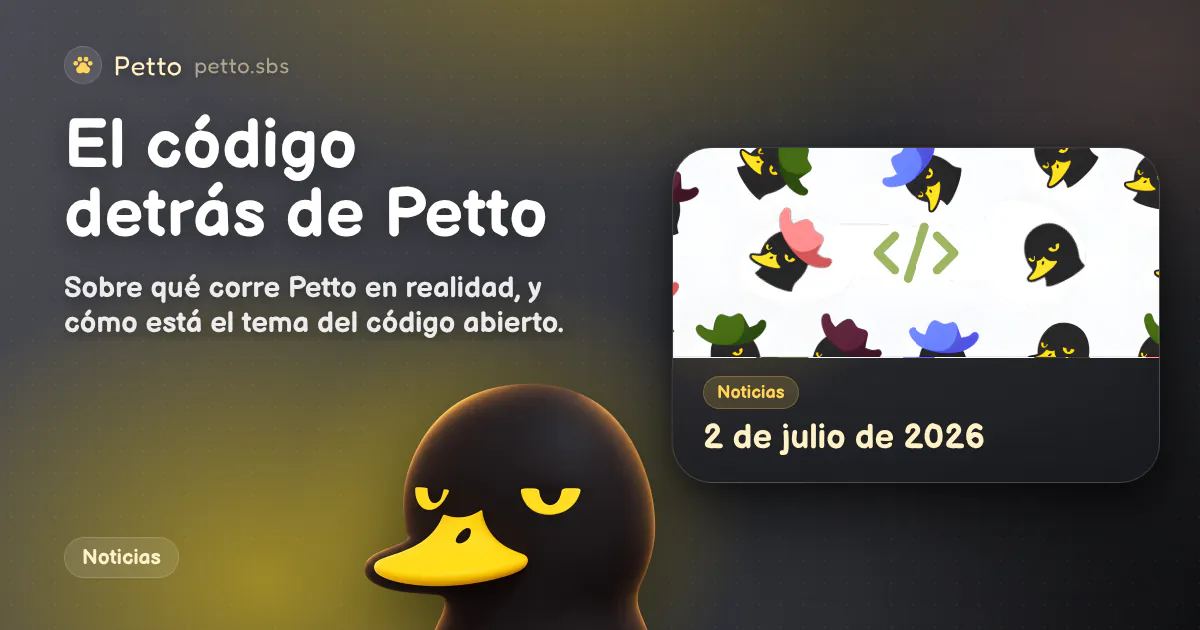 Petto petto.sbs
El código
detrás de Petto
Sobre qué corre Petto en realidad, y
cómo está el tema del código abierto.
</>
Noticias
2 de julio de 2026
Noticias